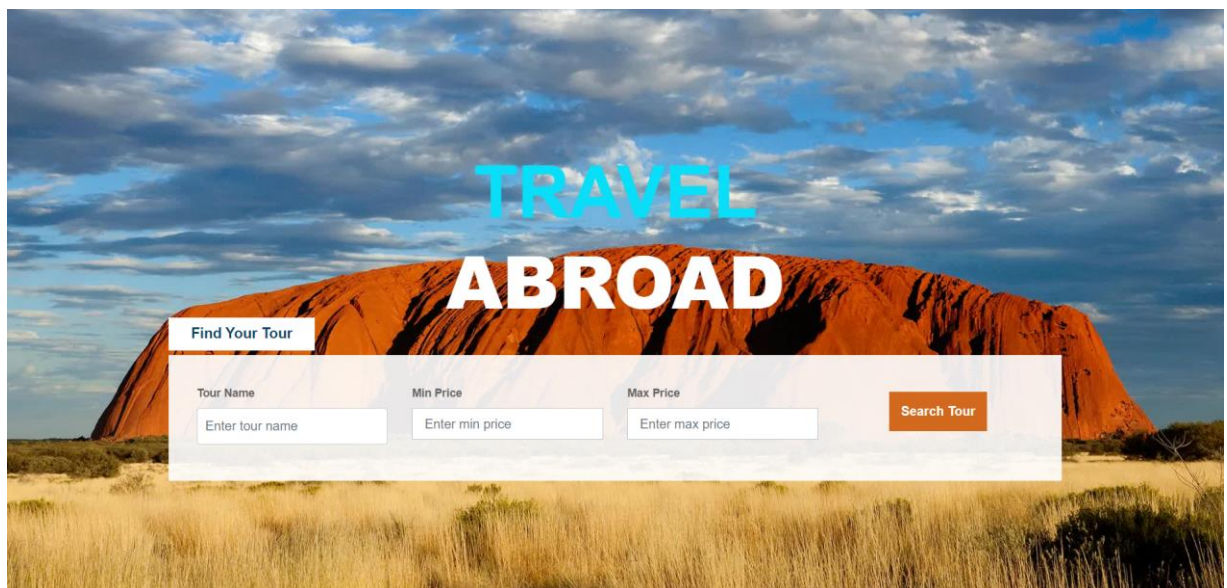 TRAVEL
ABROAD
Find Your Tour
Tour Name
Min Price
Max Price
Enter tour name
Enter min price
Enter max price
Search Tour